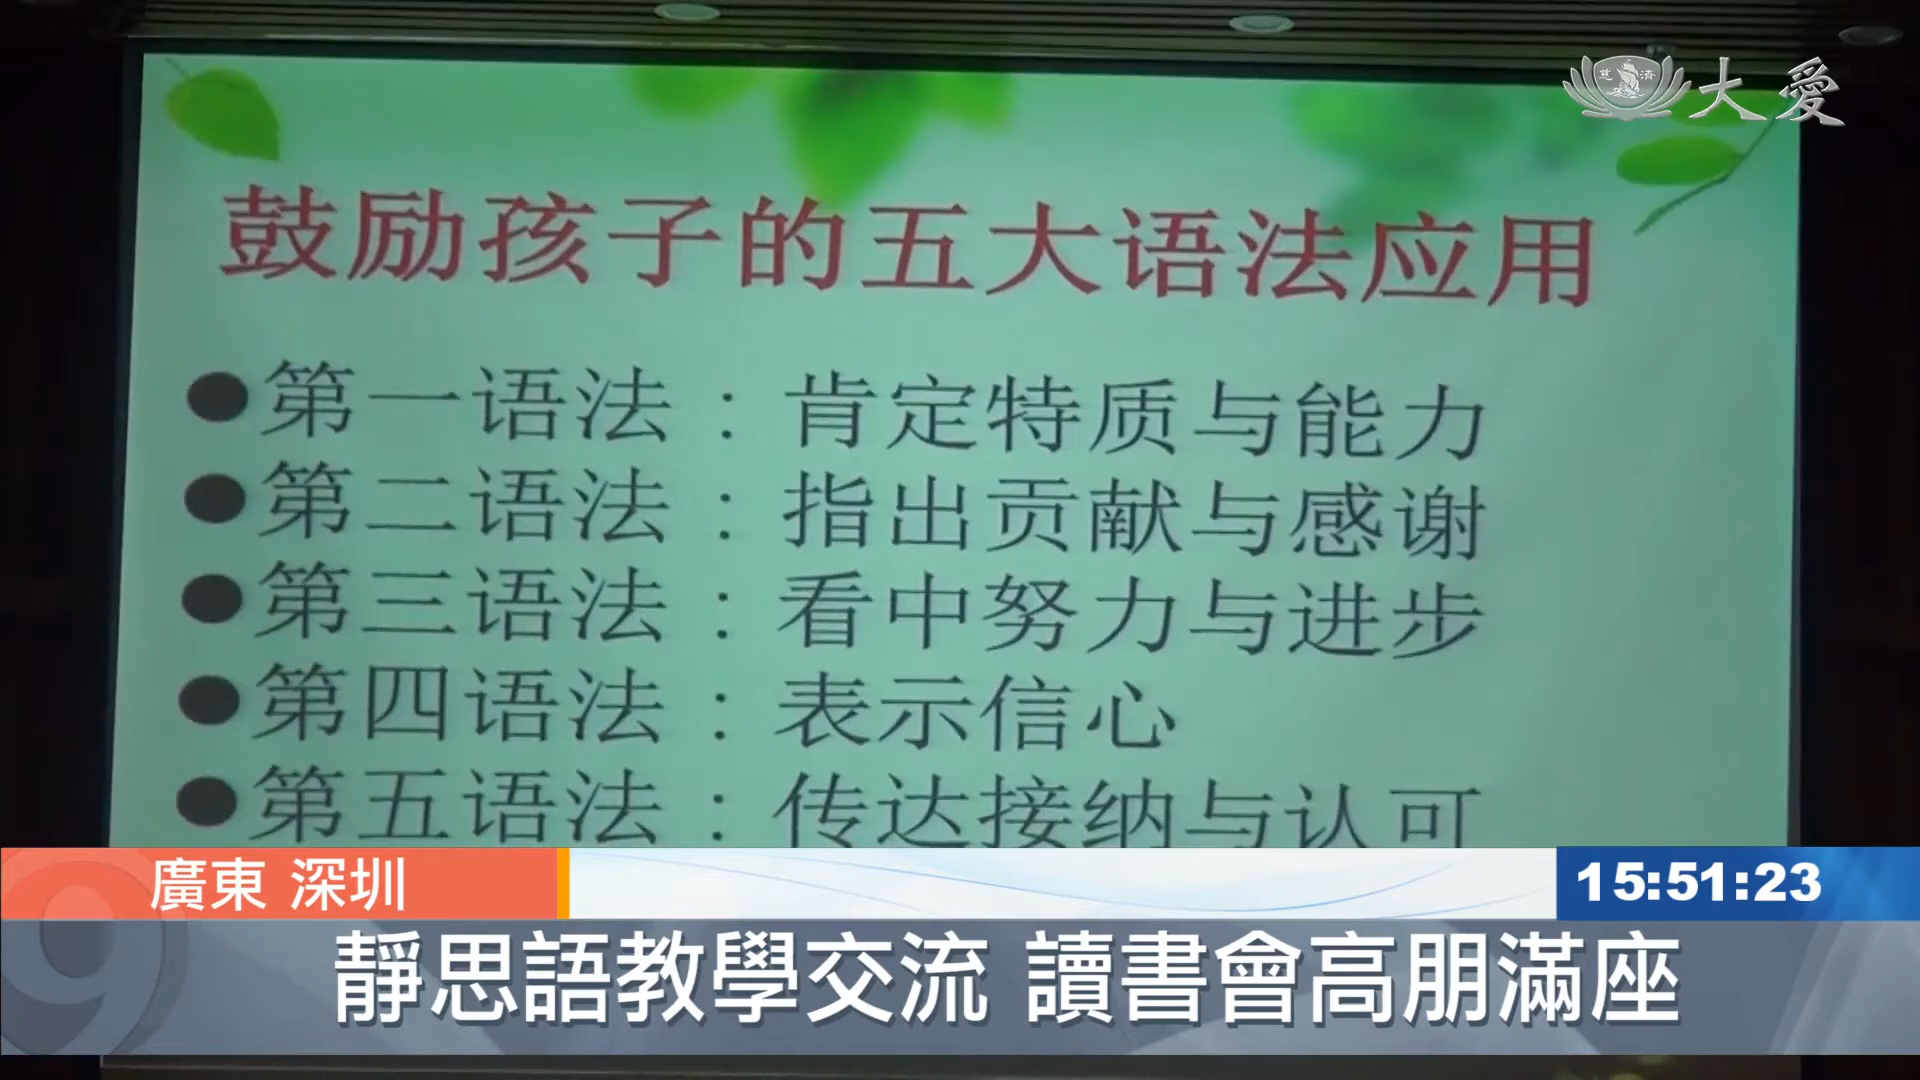 慈濟
大愛
鼓励孩子的五大语法应用
●第一语法：肯定特质与能力
●第二语法：指出贡献与感谢
●第三语法：看中努力与进步
●第四语法：表示信心
●第五语法：传达接纳与认可
廣東 深圳
15:51:23
靜思語教學交流 讀書會高朋滿座